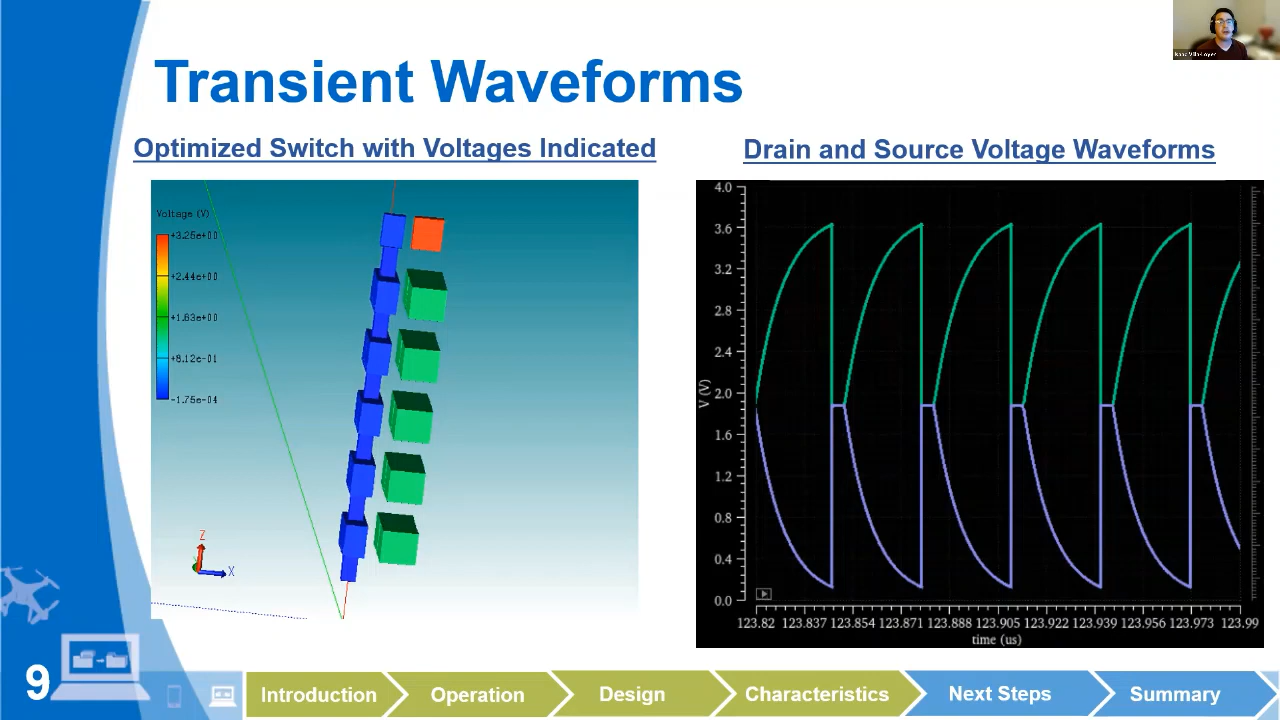 Transient Waveforms
Optimized Switch with Voltages Indicated
Voltage (V)
+3.25e+00
+2.44e+00
+1.63e+00
+8.12e-01
-1.75e-04
Z
X
Drain and Source Voltage Waveforms
4.0
3.6
3.2
2.8
2.4
2.0
1.6
1.2
0.8
0.4
0.0
V (V)
123.82 123.837 123.854 123.871 123.888 123.905 123.922 123.939 123.956 123.973 123.99
time (us)
9
Introduction
Operation
Design
Characteristics
Next Steps
Summary